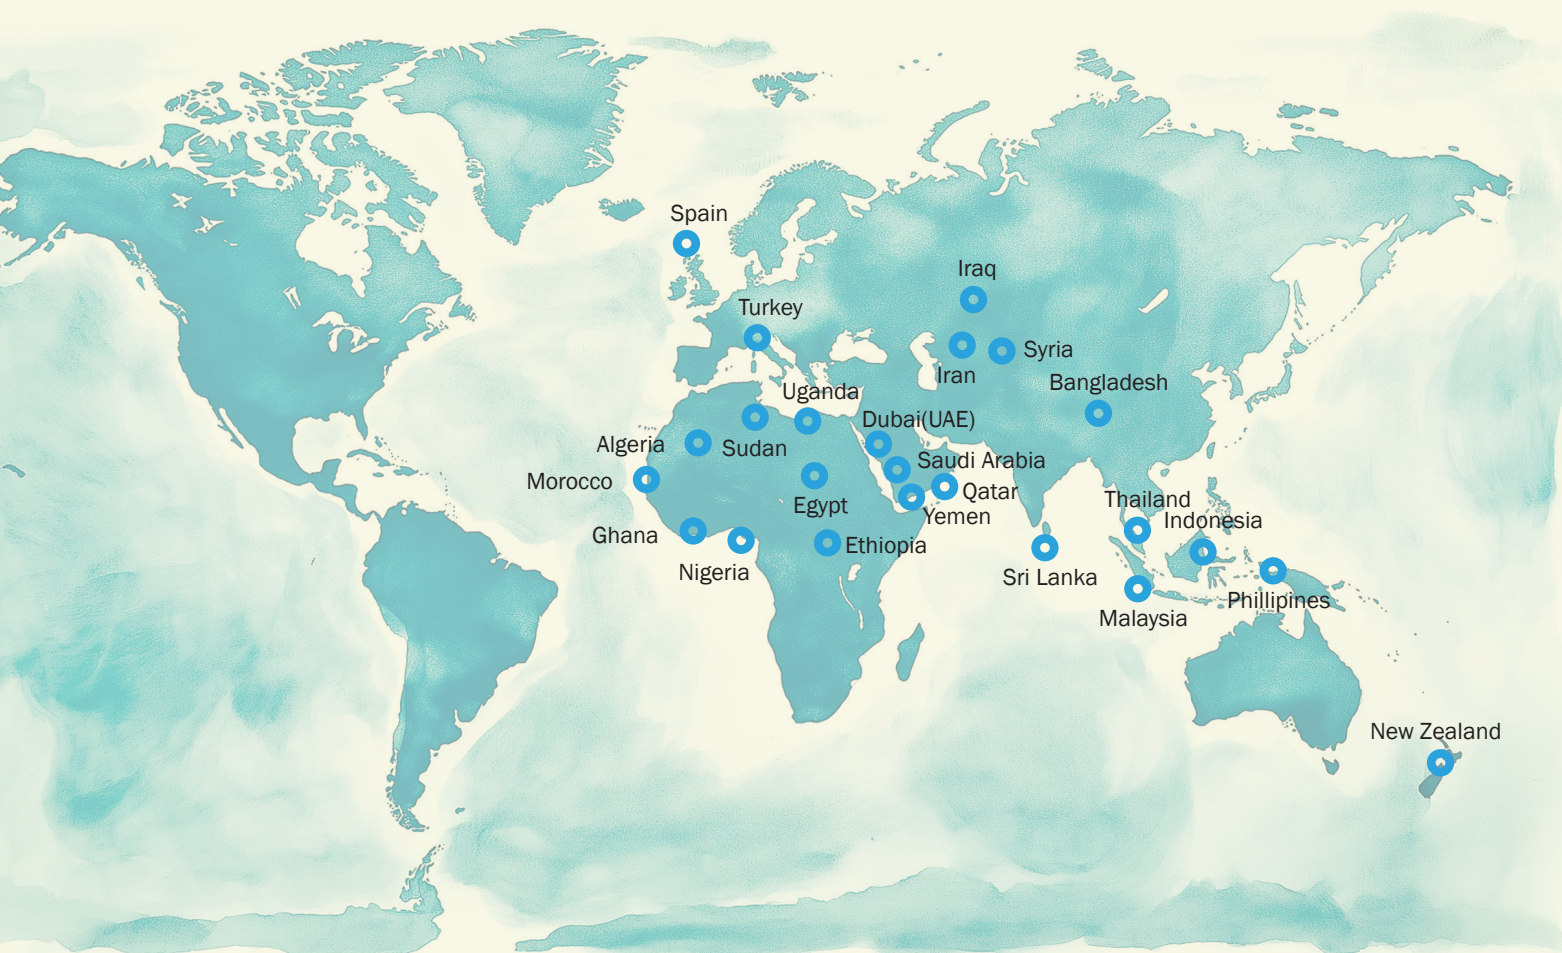 Spain
Iraq
Turkey
Syria
Iran
Bangladesh
Uganda
Dubai(UAE)
Algeria
Sudan
Saudi Arabia
Morocco
Qatar
Egypt
Thailand
Yemen
Indonesia
Ghana
Ethiopia
Nigeria
Sri Lanka
Phillipines
Malaysia
New Zealand